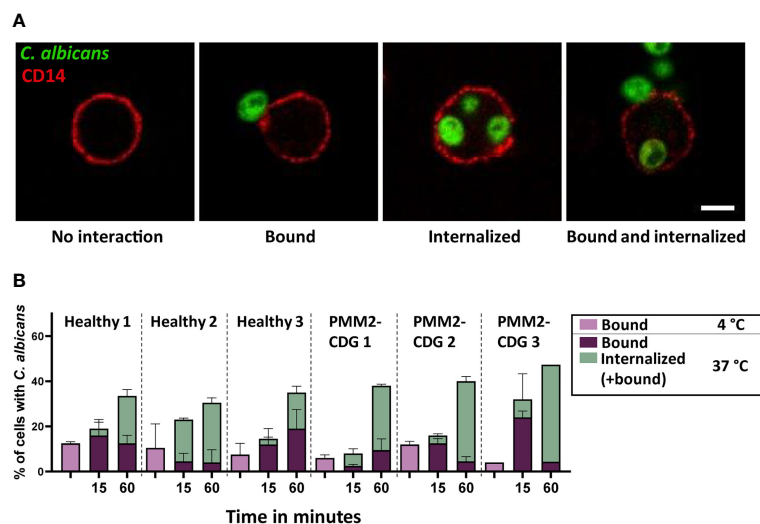 A
C. albicans
CD14
No interaction
Bound
Internalized
Bound and internalized
B
% of cells with C. albicans
60
40
20
0
Healthy 1
Healthy 2
Healthy 3
PMM2-
CDG 1
PMM2-
CDG 2
PMM2-
CDG 3
15 60 15 60 15 60 15 60 15 60 15 60
Time in minutes
Bound 4 °C
Bound
Internalized
(+bound)
37 °C